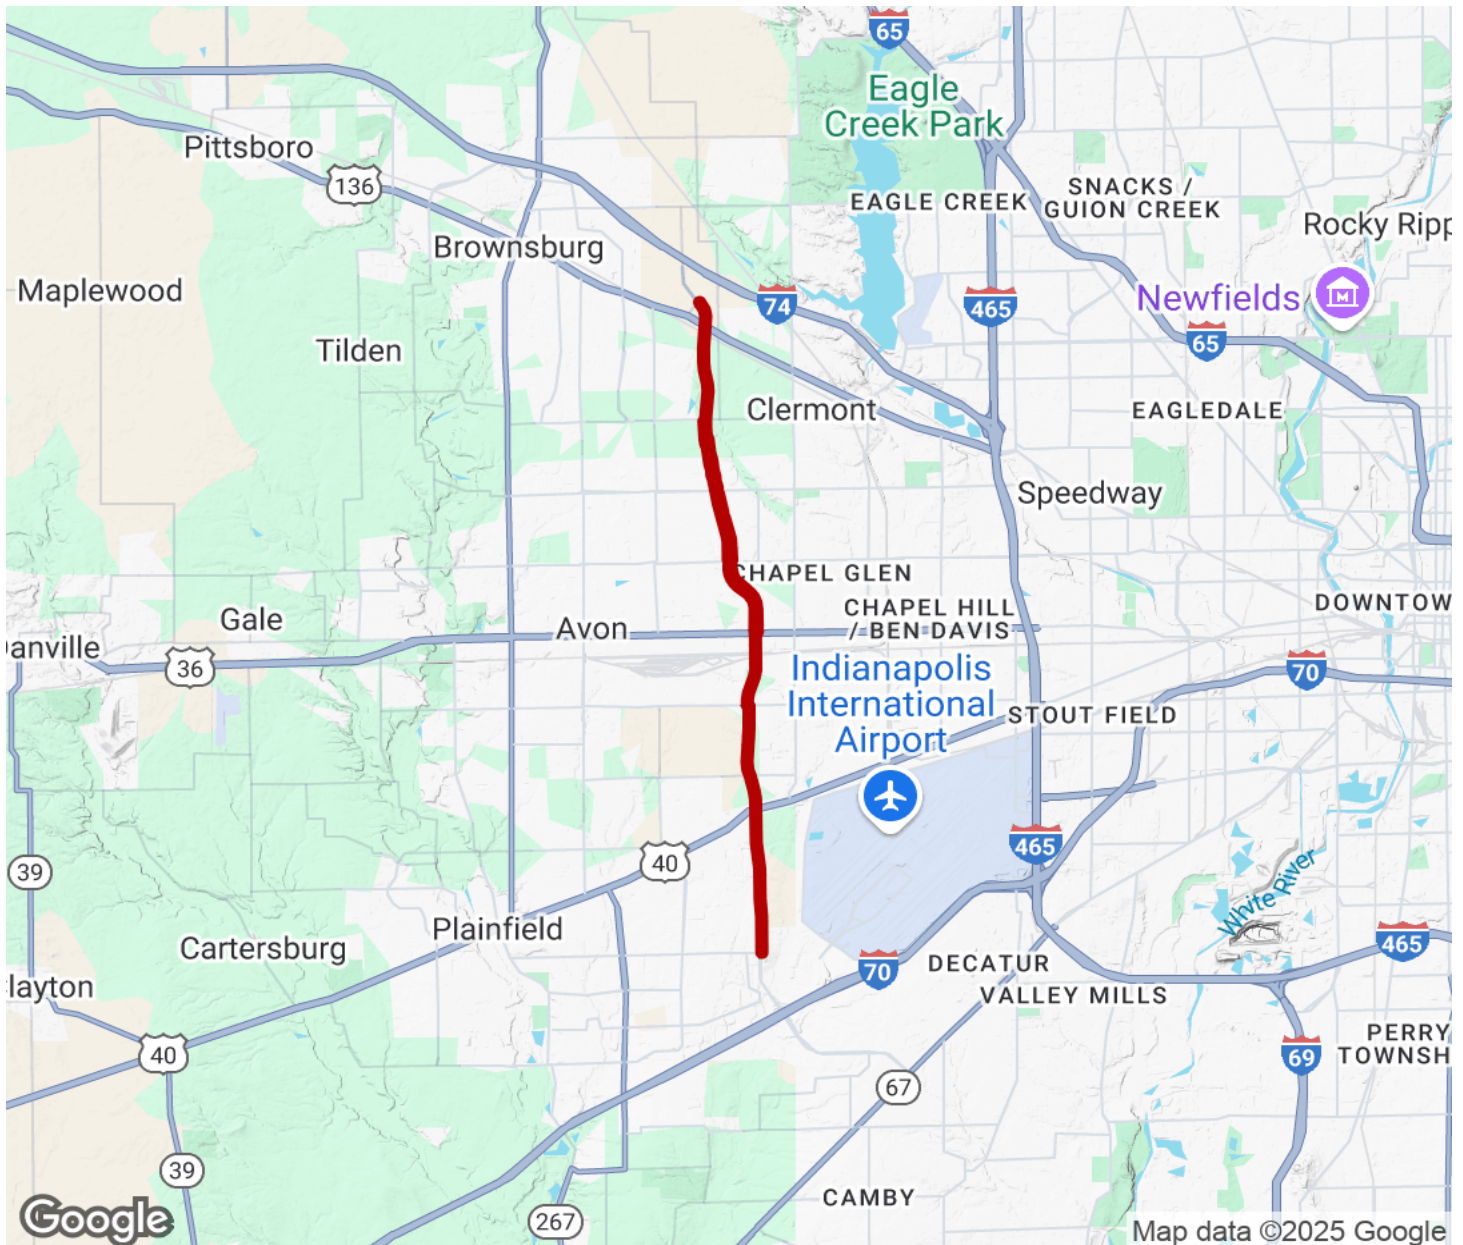 65
Eagle
Creek Park
Pittsboro
136
EAGLE CREEK
SNACKS /
GUION CREEK
Rocky Ripp
Brownsburg
Maplewood
74
465
Newfields
M
65
Tilden
Clermont
EAGLEDALE
Speedway
CHAPEL GLEN
DOWNTOW
Gale
Avon
CHAPEL HILL
/ BEN DAVIS
Danville
36
Indianapolis
International
Airport
70
STOUT FIELD
465
39
40
White River
Plainfield
Cartersburg
465
70
DECATUR
layton
VALLEY MILLS
PERRY
TOWNSH
40
69
67
39
CAMBY
267
Google
Map data ©2025 Google